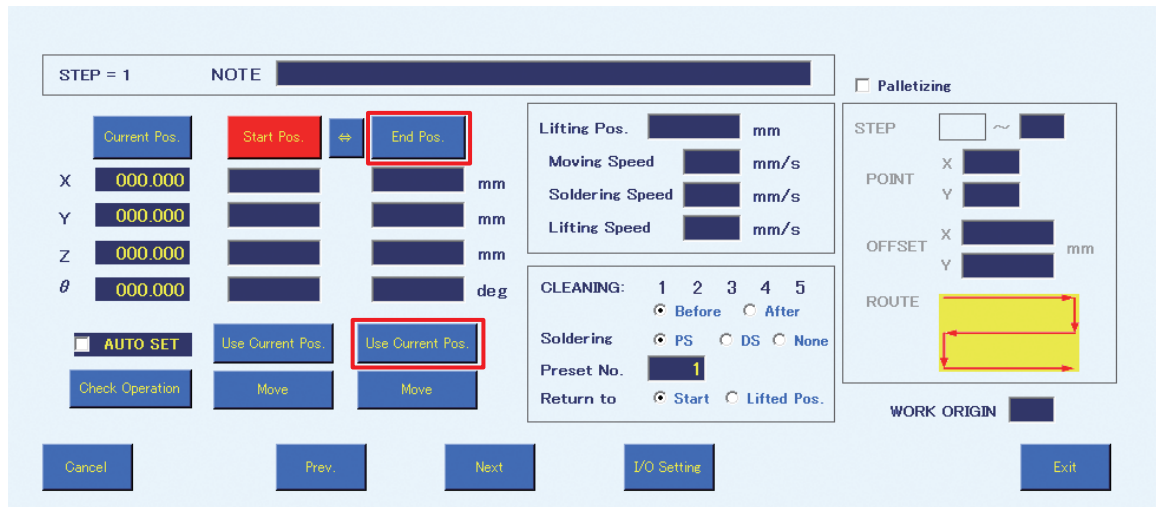 STEP = 1 NOTE
Palletizing
Current Pos. Start Pos. ⇔ End Pos.
X 000.000 mm
Y 000.000 mm
Z 000.000 mm
θ 000.000 deg
AUTO SET Use Current Pos. Use Current Pos.
Check Operation Move Move
Lifting Pos. mm
Moving Speed mm/s
Soldering Speed mm/s
Lifting Speed mm/s
CLEANING: 1 2 3 4 5
Before After
Soldering PS DS None
Preset No. 1
Return to Start Lifted Pos.
STEP ~
POINT X
Y
OFFSET X
Y mm
ROUTE
WORK ORIGIN
Cancel Prev. Next I/O Setting Exit